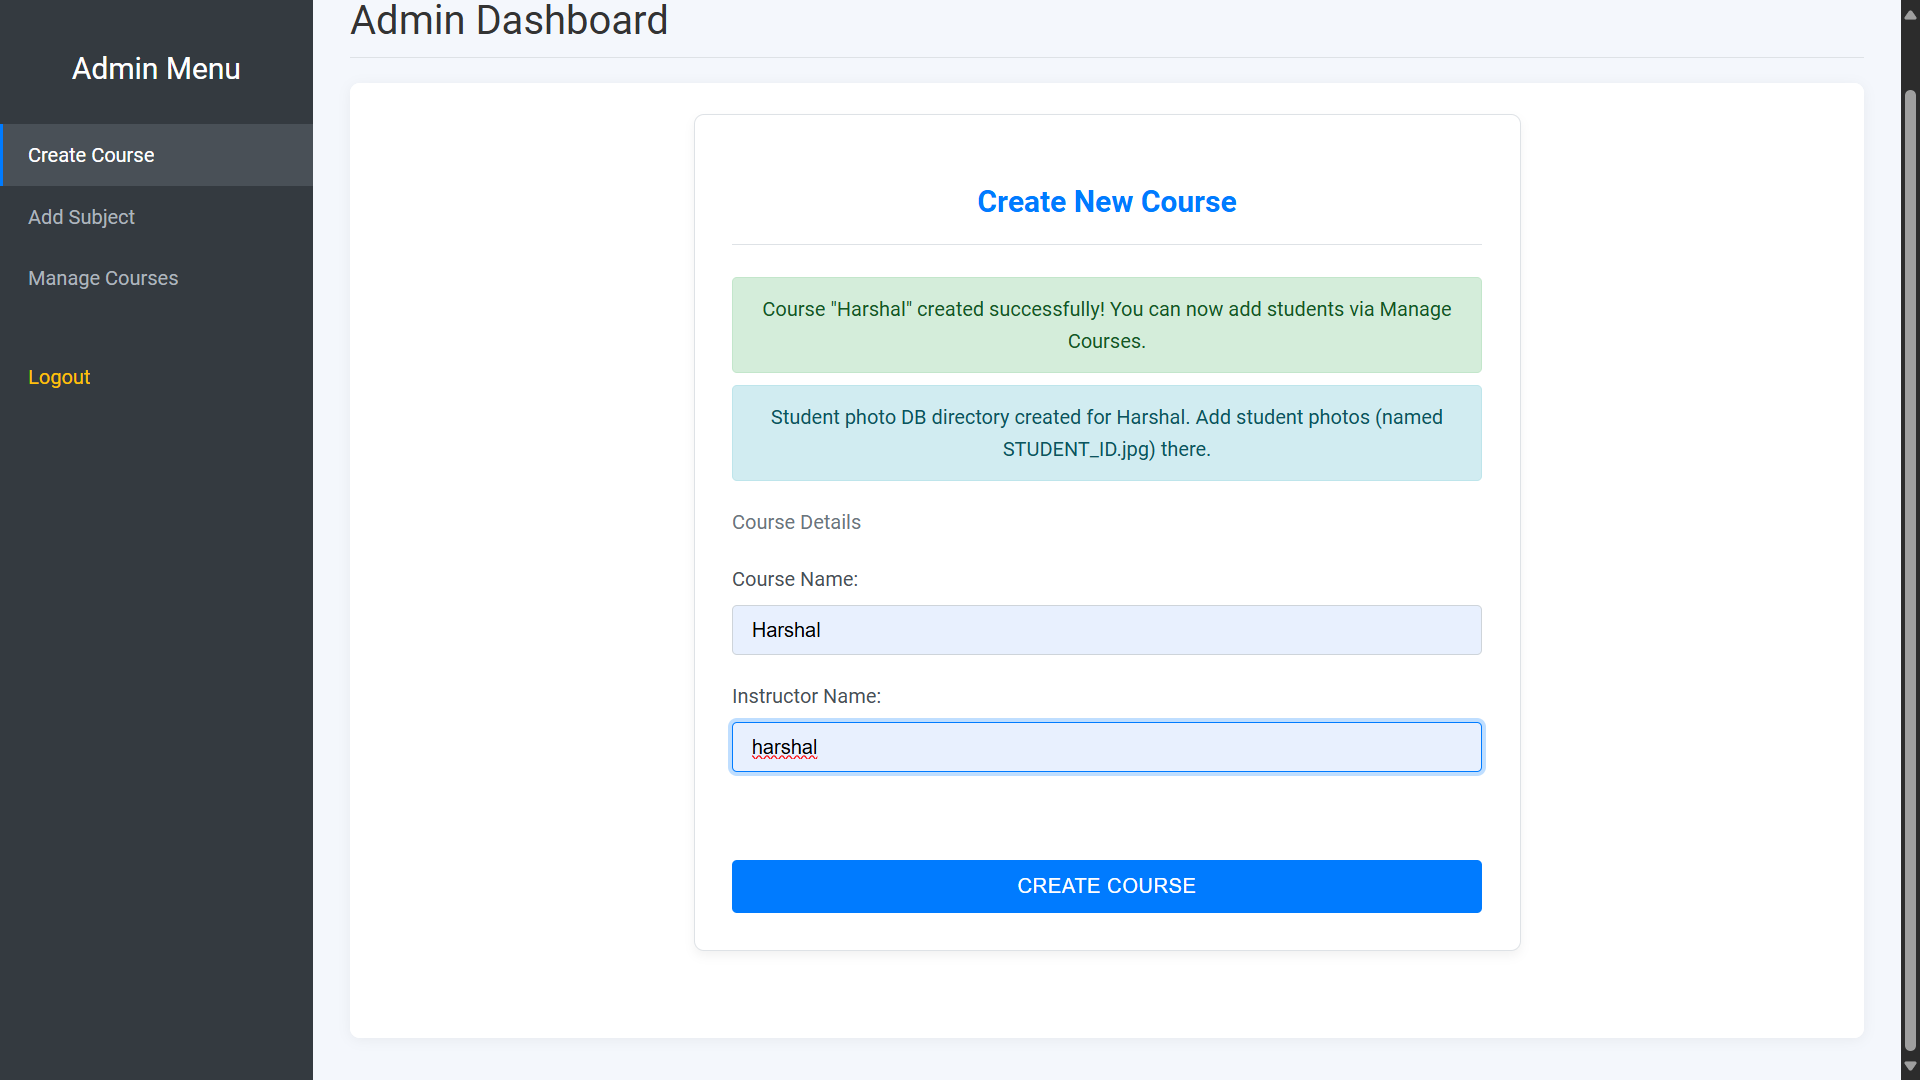 Admin Menu
Create Course
Add Subject
Manage Courses
Logout
Admin Dashboard
Create New Course
Course "Harshal" created successfully! You can now add students via Manage
Courses.
Student photo DB directory created for Harshal. Add student photos (named
STUDENT_ID.jpg) there.
Course Details
Course Name:
Harshal
Instructor Name:
harshal
CREATE COURSE